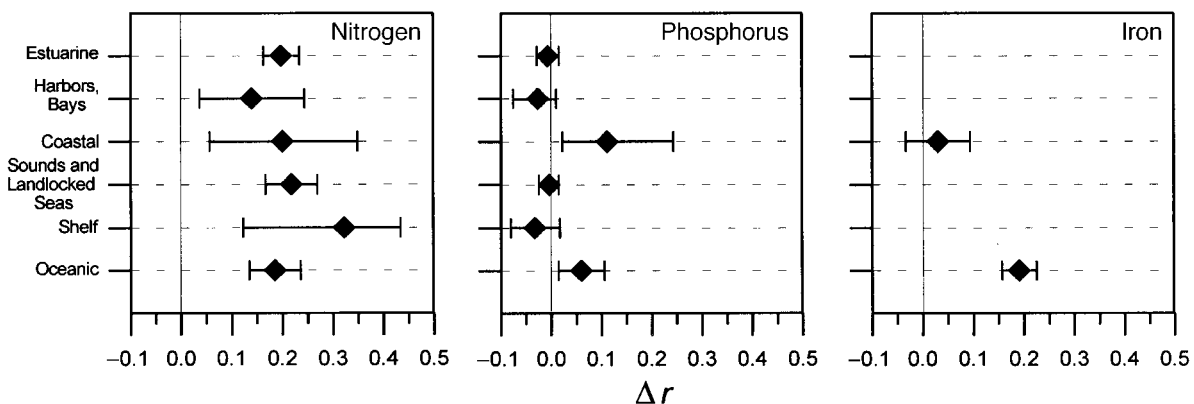 Nitrogen
Phosphorus
Iron
Estuarine
Harbors,
Bays
Coastal
Sounds and
Landlocked
Seas
Shelf
Oceanic
−0.1 0.0 0.1 0.2 0.3 0.4 0.5
−0.1 0.0 0.1 0.2 0.3 0.4 0.5
−0.1 0.0 0.1 0.2 0.3 0.4 0.5
Δ r